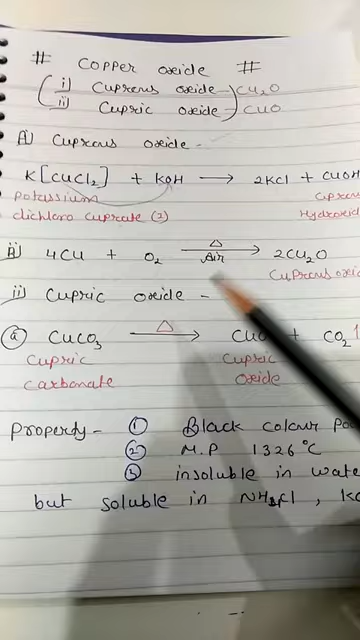 # Copper oxide #
i) Cuprous oxide Cu2O
ii) Cupric oxide CuO
i) Cuprous oxide -
K[CuCl2] + KOH → 2KCl + CuOH
potassium
dichloro cuprate (I)
Hydroxide
ii) 4Cu + O2 △ Air → 2Cu2O
Cuprous
ii) Cupric oxide -
a CuCO3 △ → + CO2↑
Cupric carbonate
Cupric oxide
Property - ① Black colour
② M.P 1326°C
③ insoluble in
but soluble in NH4Cl,